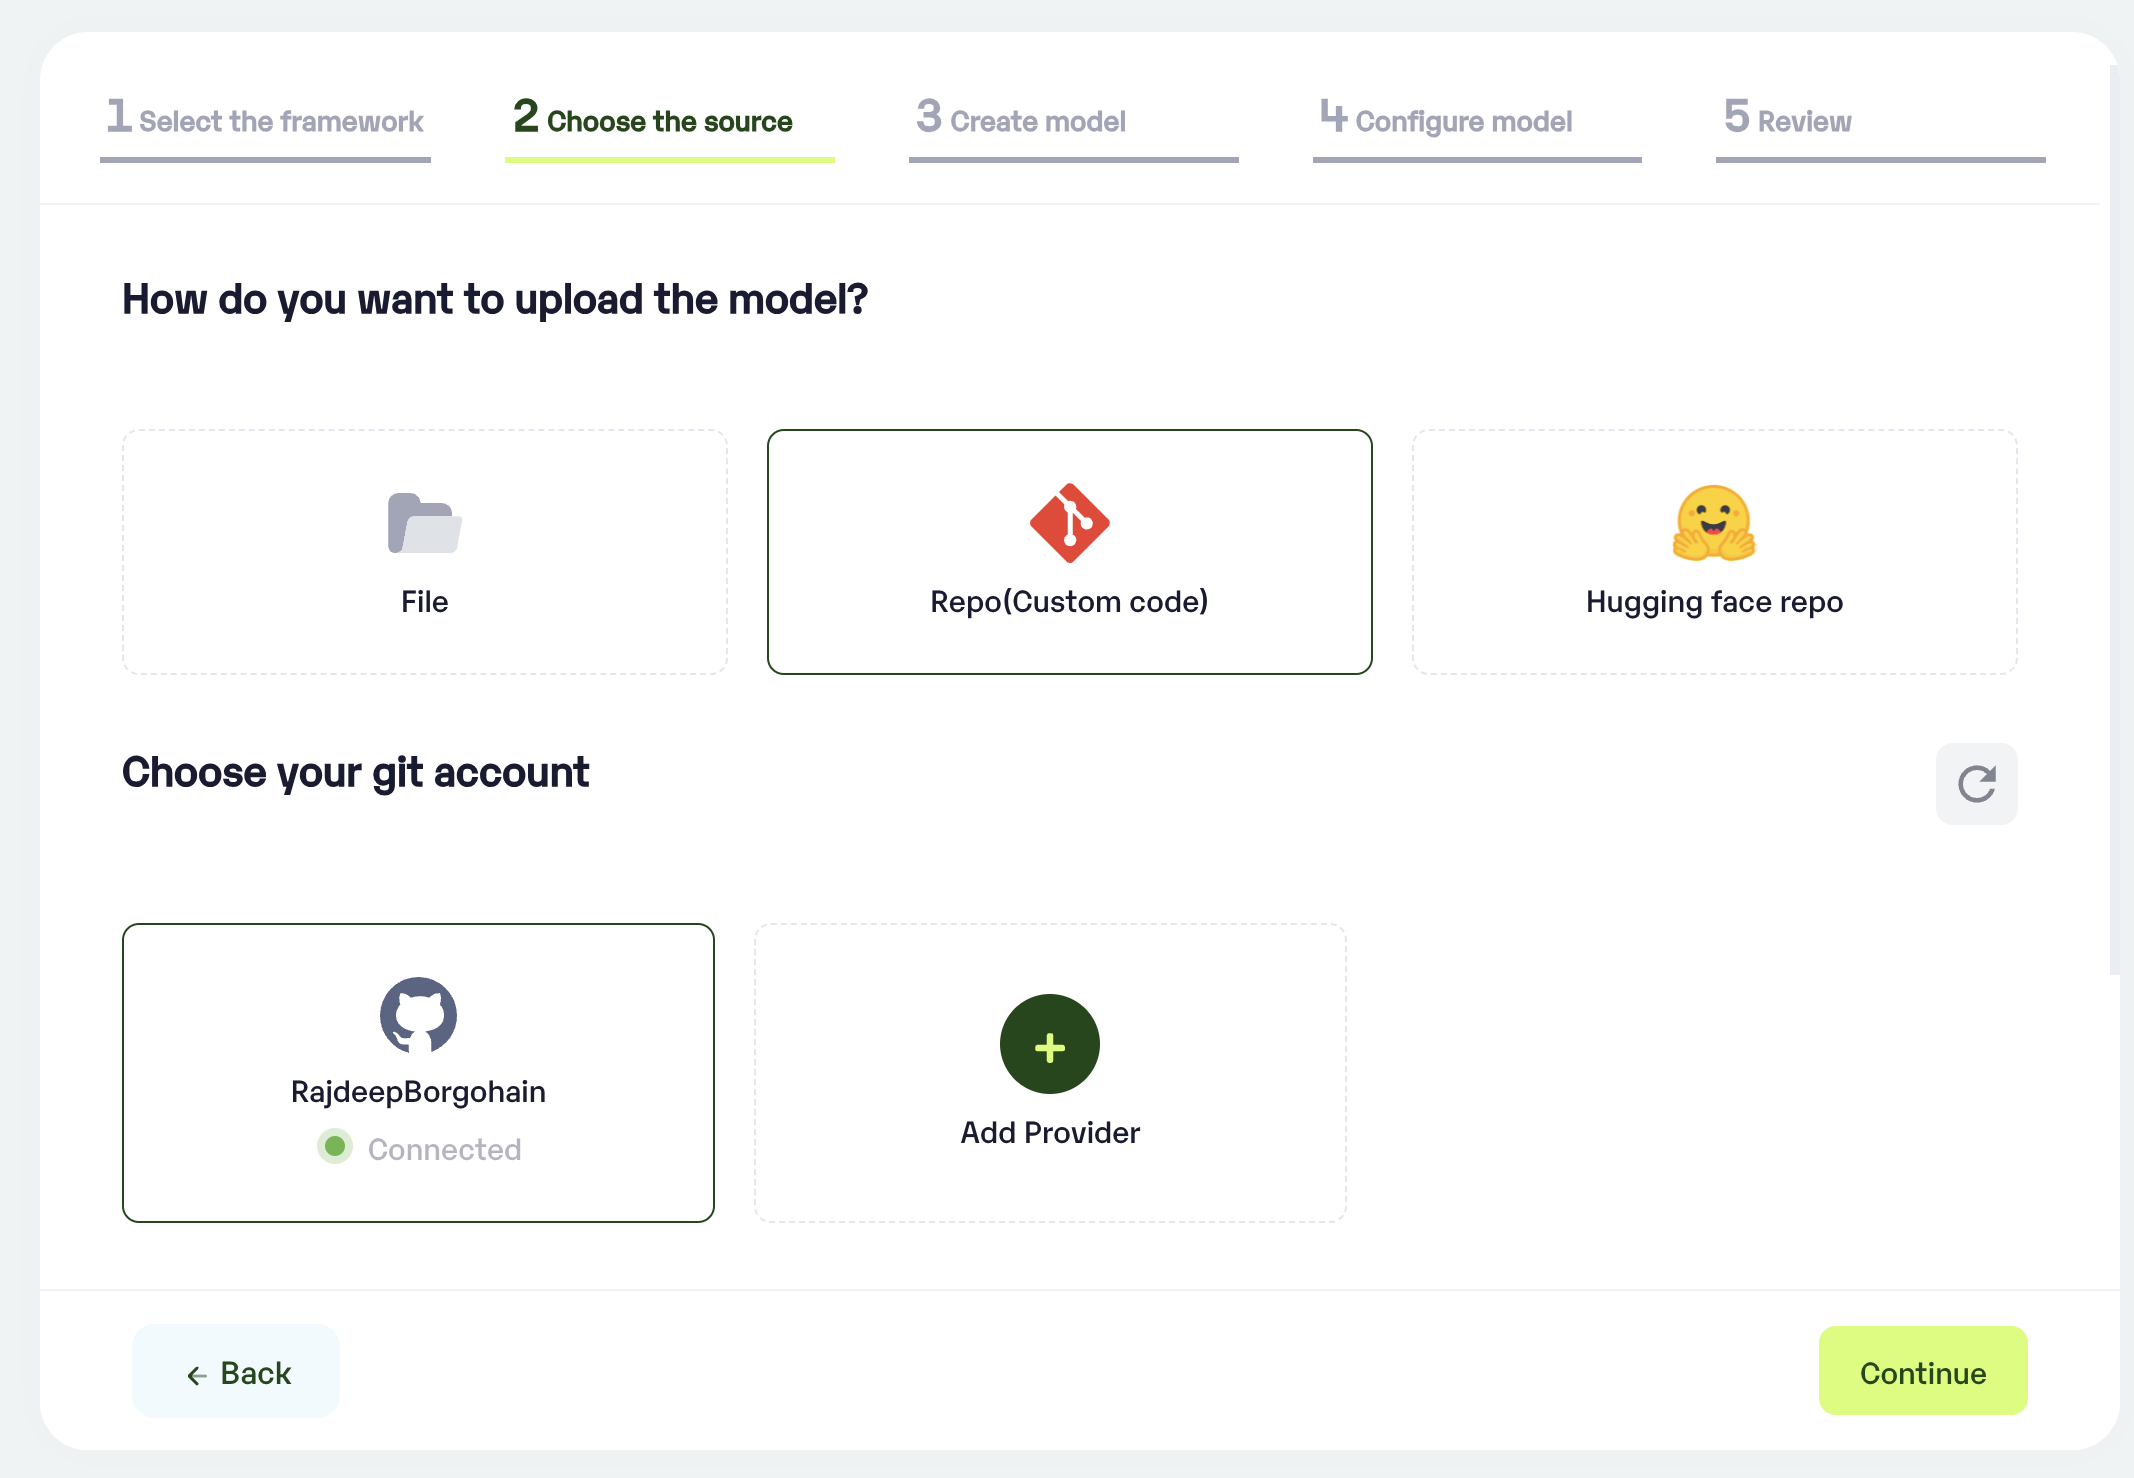 1 Select the framework
2 Choose the source
3 Create model
4 Configure model
5 Review
How do you want to upload the model?
File
Repo(Custom code)
Hugging face repo
Choose your git account
RajdeepBorgohain
Connected
Add Provider
Back
Continue